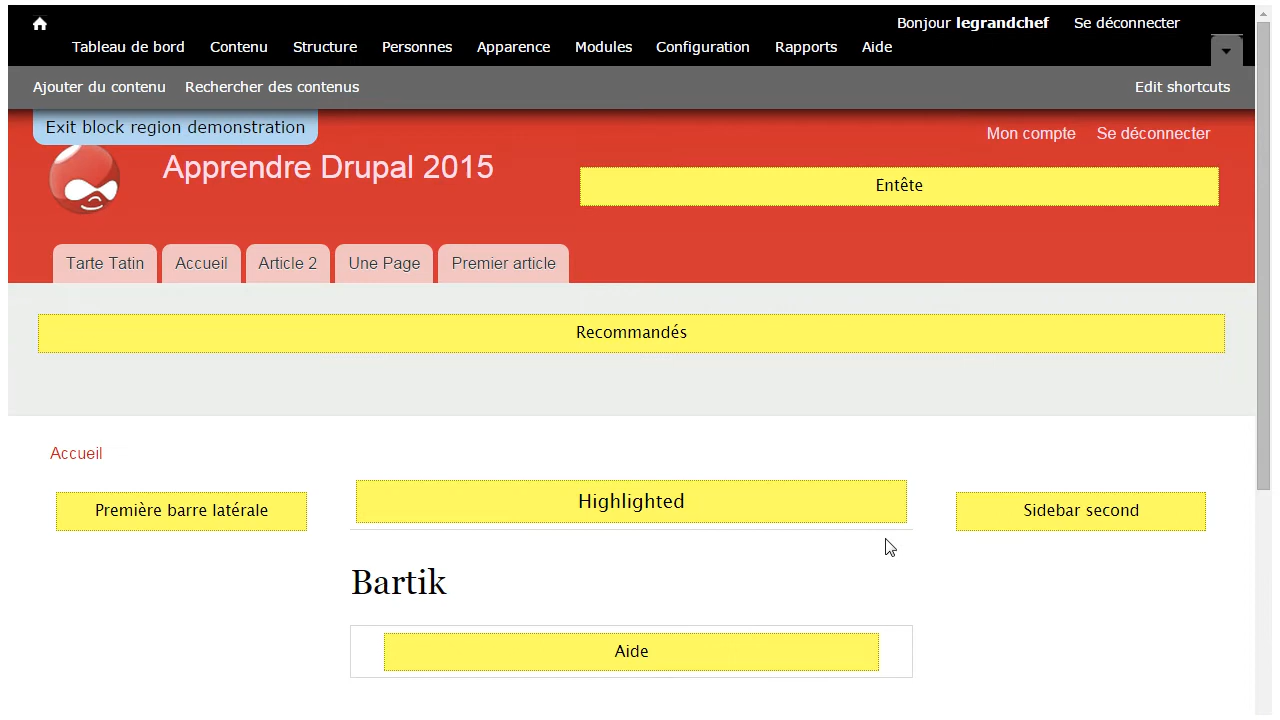 Bonjour legrandchef Se déconnecter
Tableau de bord Contenu Structure Personnes Apparence Modules Configuration Rapports Aide
Ajouter du contenu Rechercher des contenus Edit shortcuts
Exit block region demonstration
Mon compte Se déconnecter
Apprendre Drupal 2015
Entête
Tarte Tatin Accueil Article 2 Une Page Premier article
Recommandés
Accueil
Première barre latérale Highlighted Sidebar second
Bartik
Aide